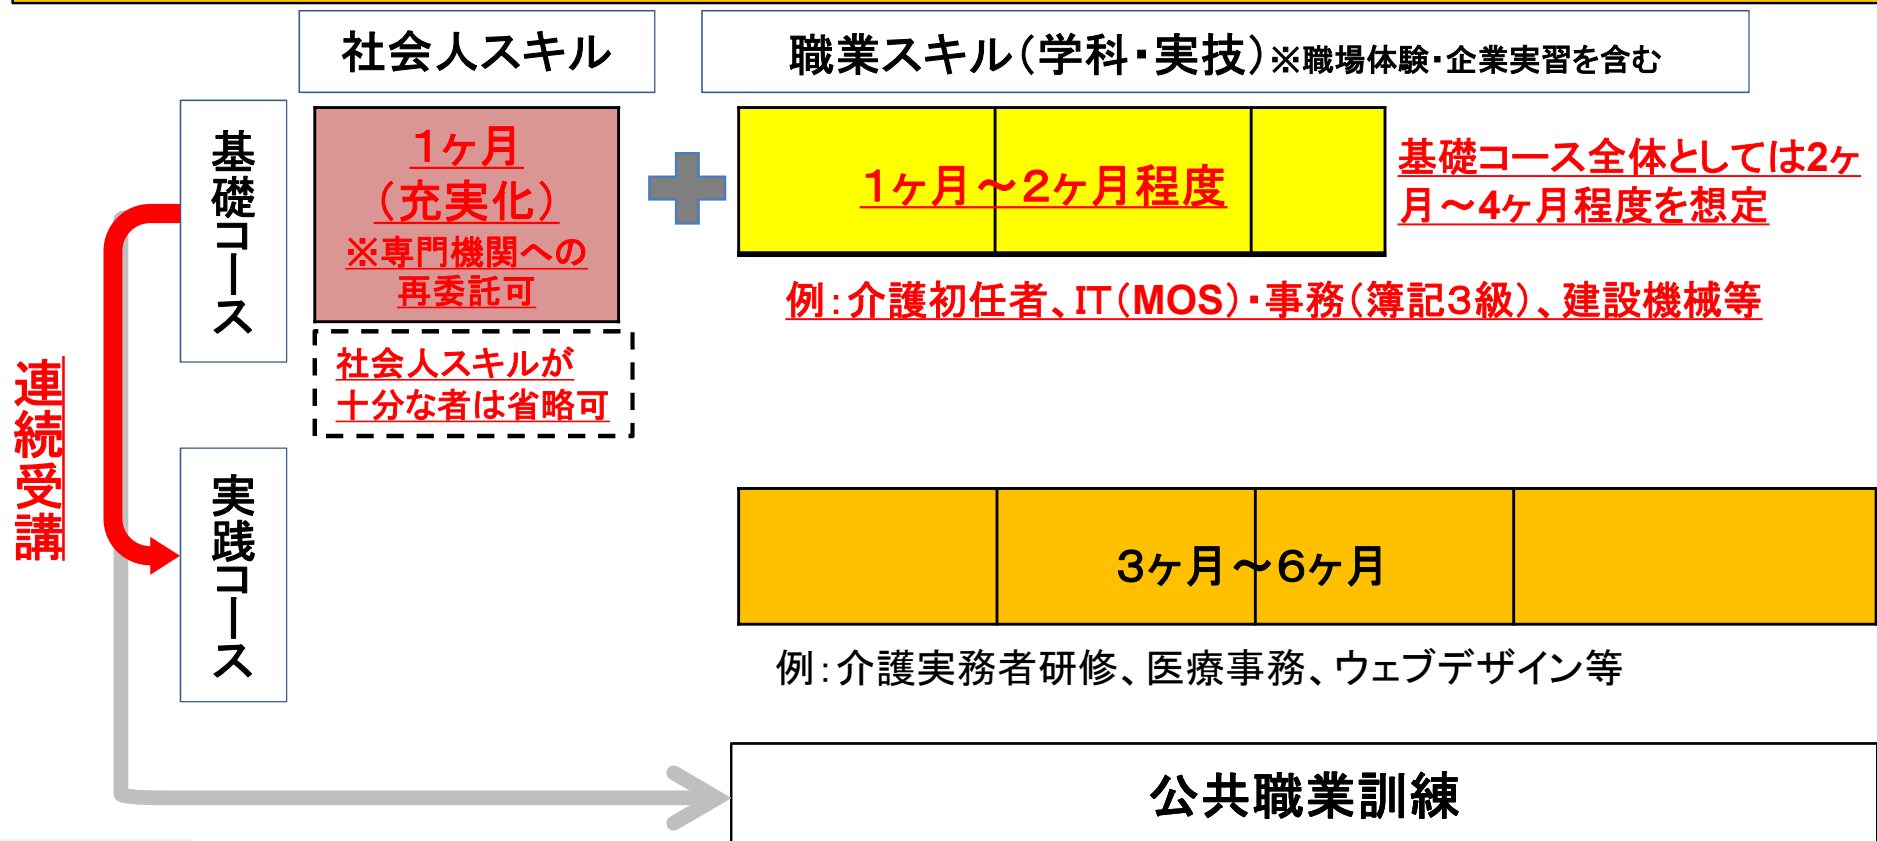 社会人スキル
職業スキル(学科・実技)※職場体験・企業実習を含む
基礎コース
1ヶ月
(充実化)
※専門機関への
再委託可
1ヶ月～2ヶ月程度
基礎コース全体としては2ヶ
月～4ヶ月程度を想定
例：介護初任者、IT(MOS)・事務(簿記3級)、建設機械等
社会人スキルが
十分な者は省略可
連続受講
実践コース
3ヶ月～6ヶ月
例：介護実務者研修、医療事務、ウェブデザイン等
公共職業訓練